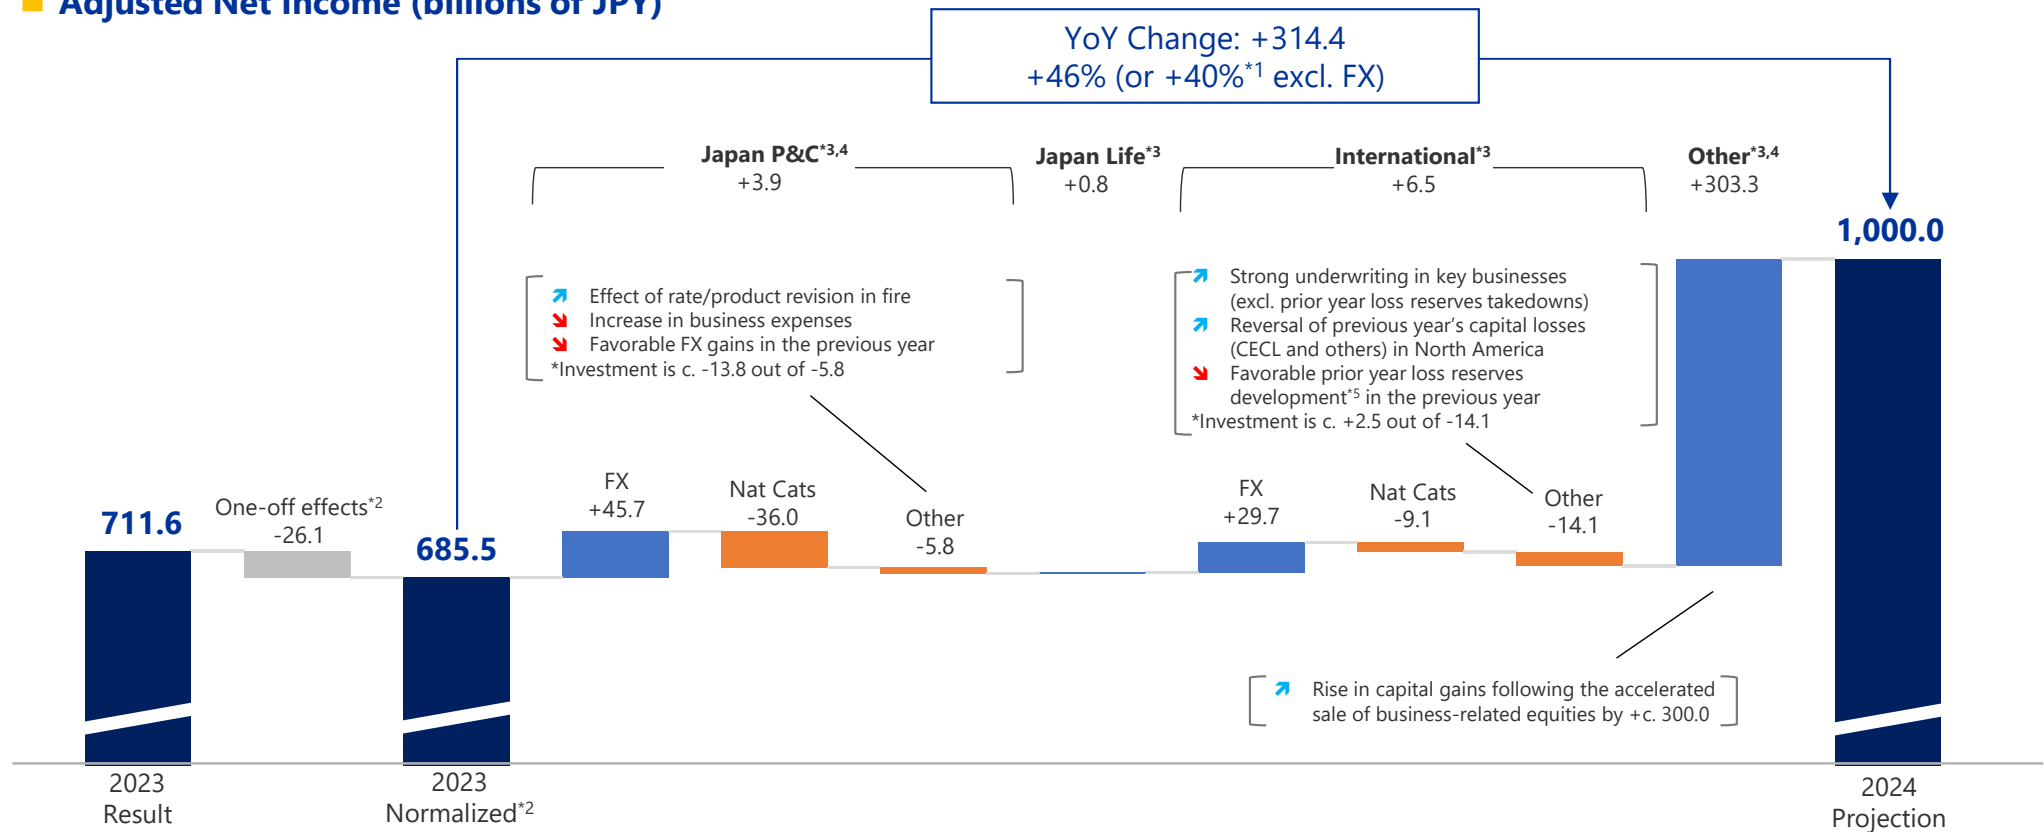 Adjusted Net Income (billions of JPY)
YoY Change: +314.4
+46% (or +40%*1 excl. FX)
Japan P&C*3,4
+3.9
Japan Life*3
+0.8
International*3
+6.5
Other*3,4
+303.3
1,000.0
Effect of rate/product revision in fire
Increase in business expenses
Favorable FX gains in the previous year
*Investment is c. -13.8 out of -5.8
Strong underwriting in key businesses
(excl. prior year loss reserves takedowns)
Reversal of previous year's capital losses
(CECL and others) in North America
Favorable prior year loss reserves
development*5 in the previous year
*Investment is c. +2.5 out of -14.1
711.6
One-off effects*2
-26.1
685.5
FX
+45.7
Nat Cats
-36.0
Other
-5.8
FX
+29.7
Nat Cats
-9.1
Other
-14.1
Rise in capital gains following the accelerated
sale of business-related equities by +c. 300.0
2023
Result
2023
Normalized*2
2024
Projection